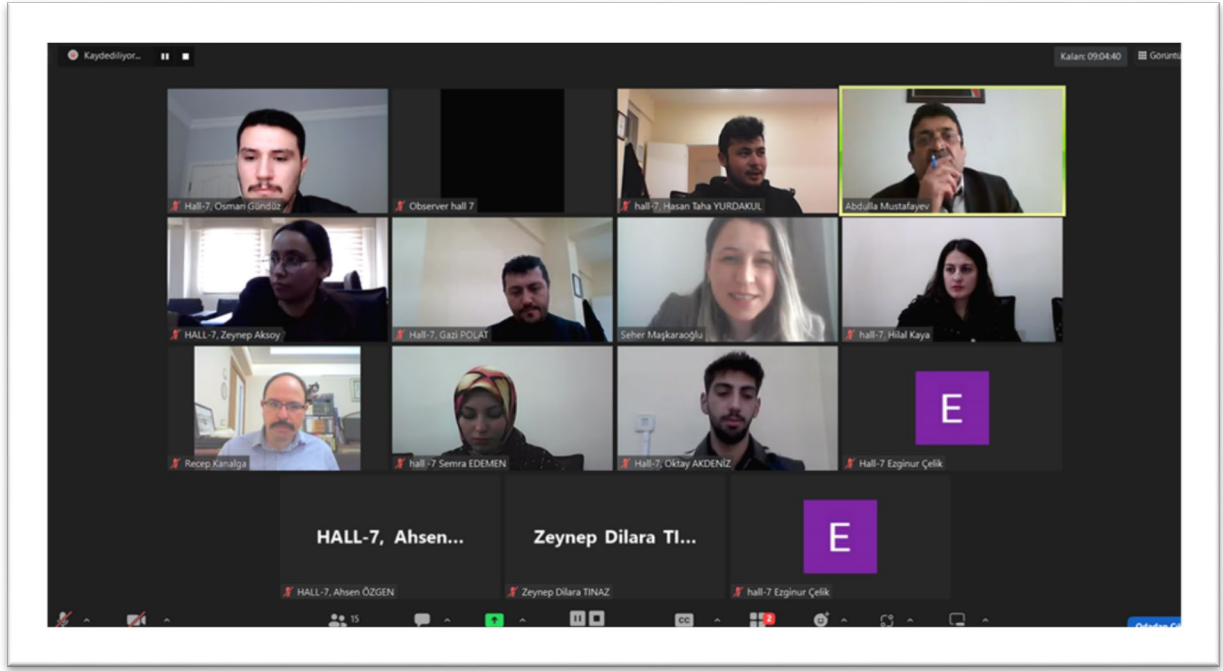 Kaydediliyor...
Kalan: 09:04:40
Görüntü
Hall-7, Osman Gündüz
Observer hall 7
hall-7, Hasan Taha YURDAKUL
Abdulla Mustafayev
HALL-7, Zeynep Aksoy
Hall-7, Gazi POLAT
Seher Maşkaraoğlu
hall-7, Hilal Kaya
Recep Kanalga
hall -7 Semra EDEMEN
Hall-7, Oktay AKDENİZ
E
Hall-7 Ezginur Çelik
HALL-7, Ahsen...
HALL-7, Ahsen ÖZGEN
Zeynep Dilara TI...
Zeynep Dilara TINAZ
E
hall-7 Ezginur Çelik
15
CC
2
Odadan